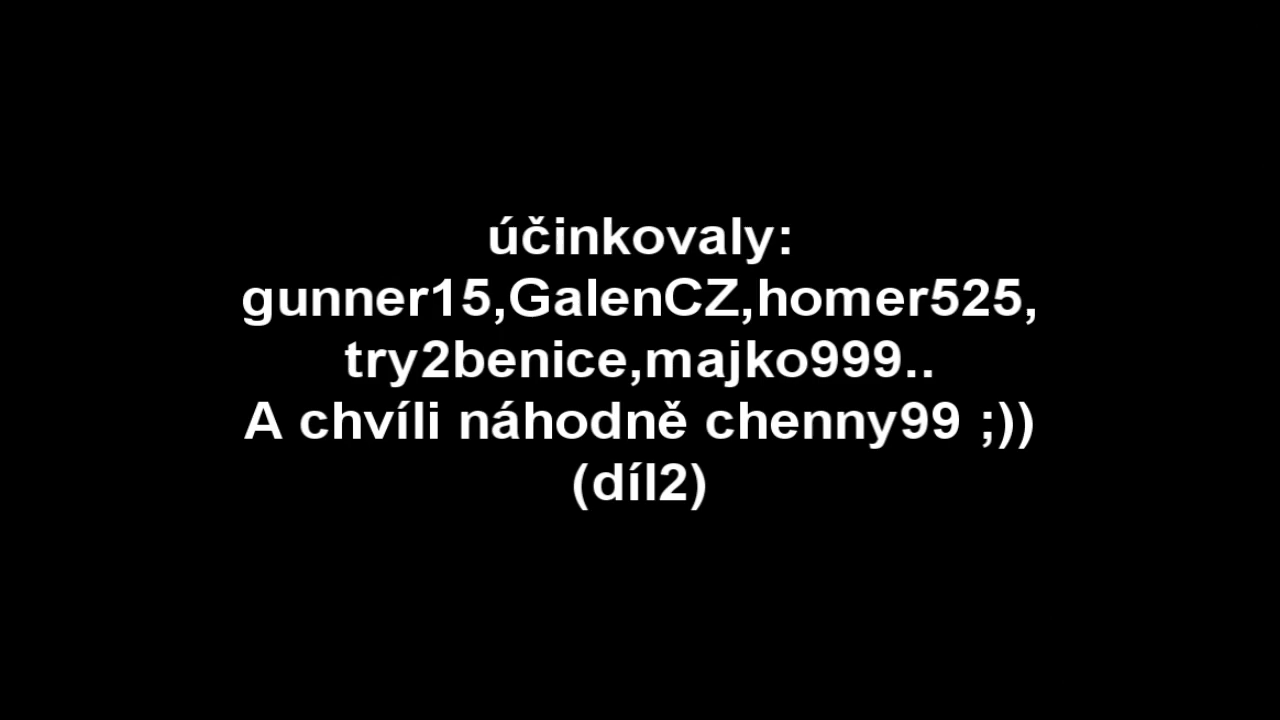 účinkovaly:
gunner15,GalenCZ,homer525,
try2benice,majko999..
A chvíli náhodně chenny99 ;))
(díl2)